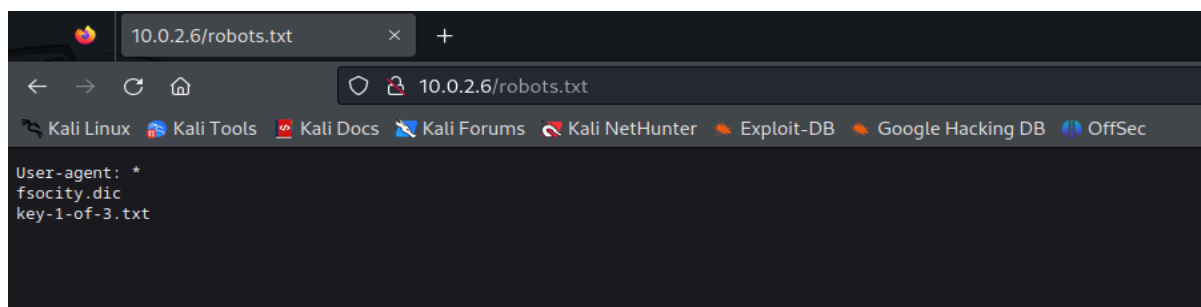 10.0.2.6/robots.txt
10.0.2.6/robots.txt
Kali Linux Kali Tools Kali Docs Kali Forums Kali NetHunter Exploit-DB Google Hacking DB OffSec
User-agent: *
fsocity.dic
key-1-of-3.txt